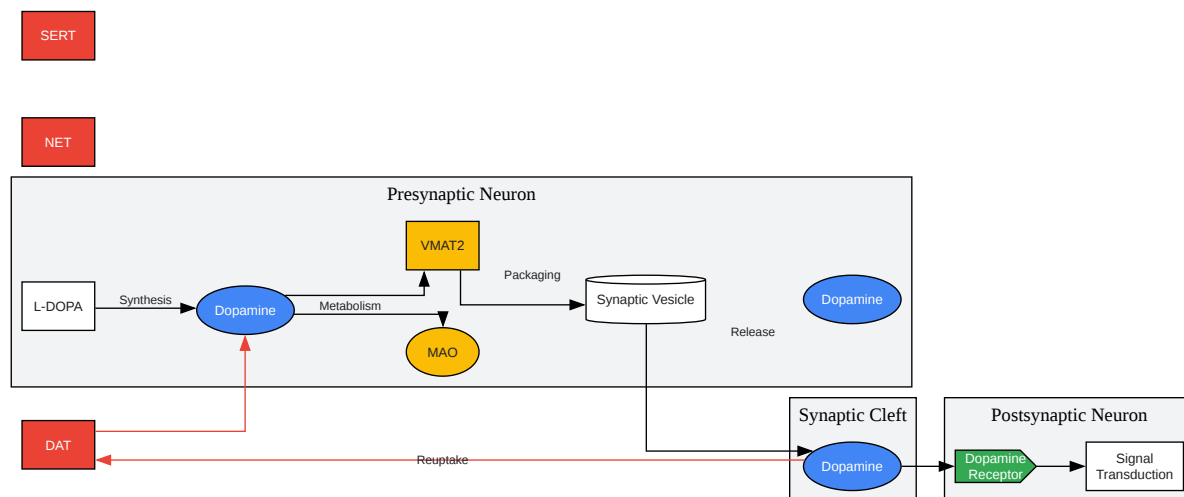 SERT
NET
Presynaptic Neuron
VMAT2
Packaging
L-DOPA
Synthesis
Dopamine
Metabolism
Synaptic Vesicle
Dopamine
Release
MAO
Synaptic Cleft
Postsynaptic Neuron
DAT
Reuptake
Dopamine
Dopamine
Receptor
Signal
Transduction